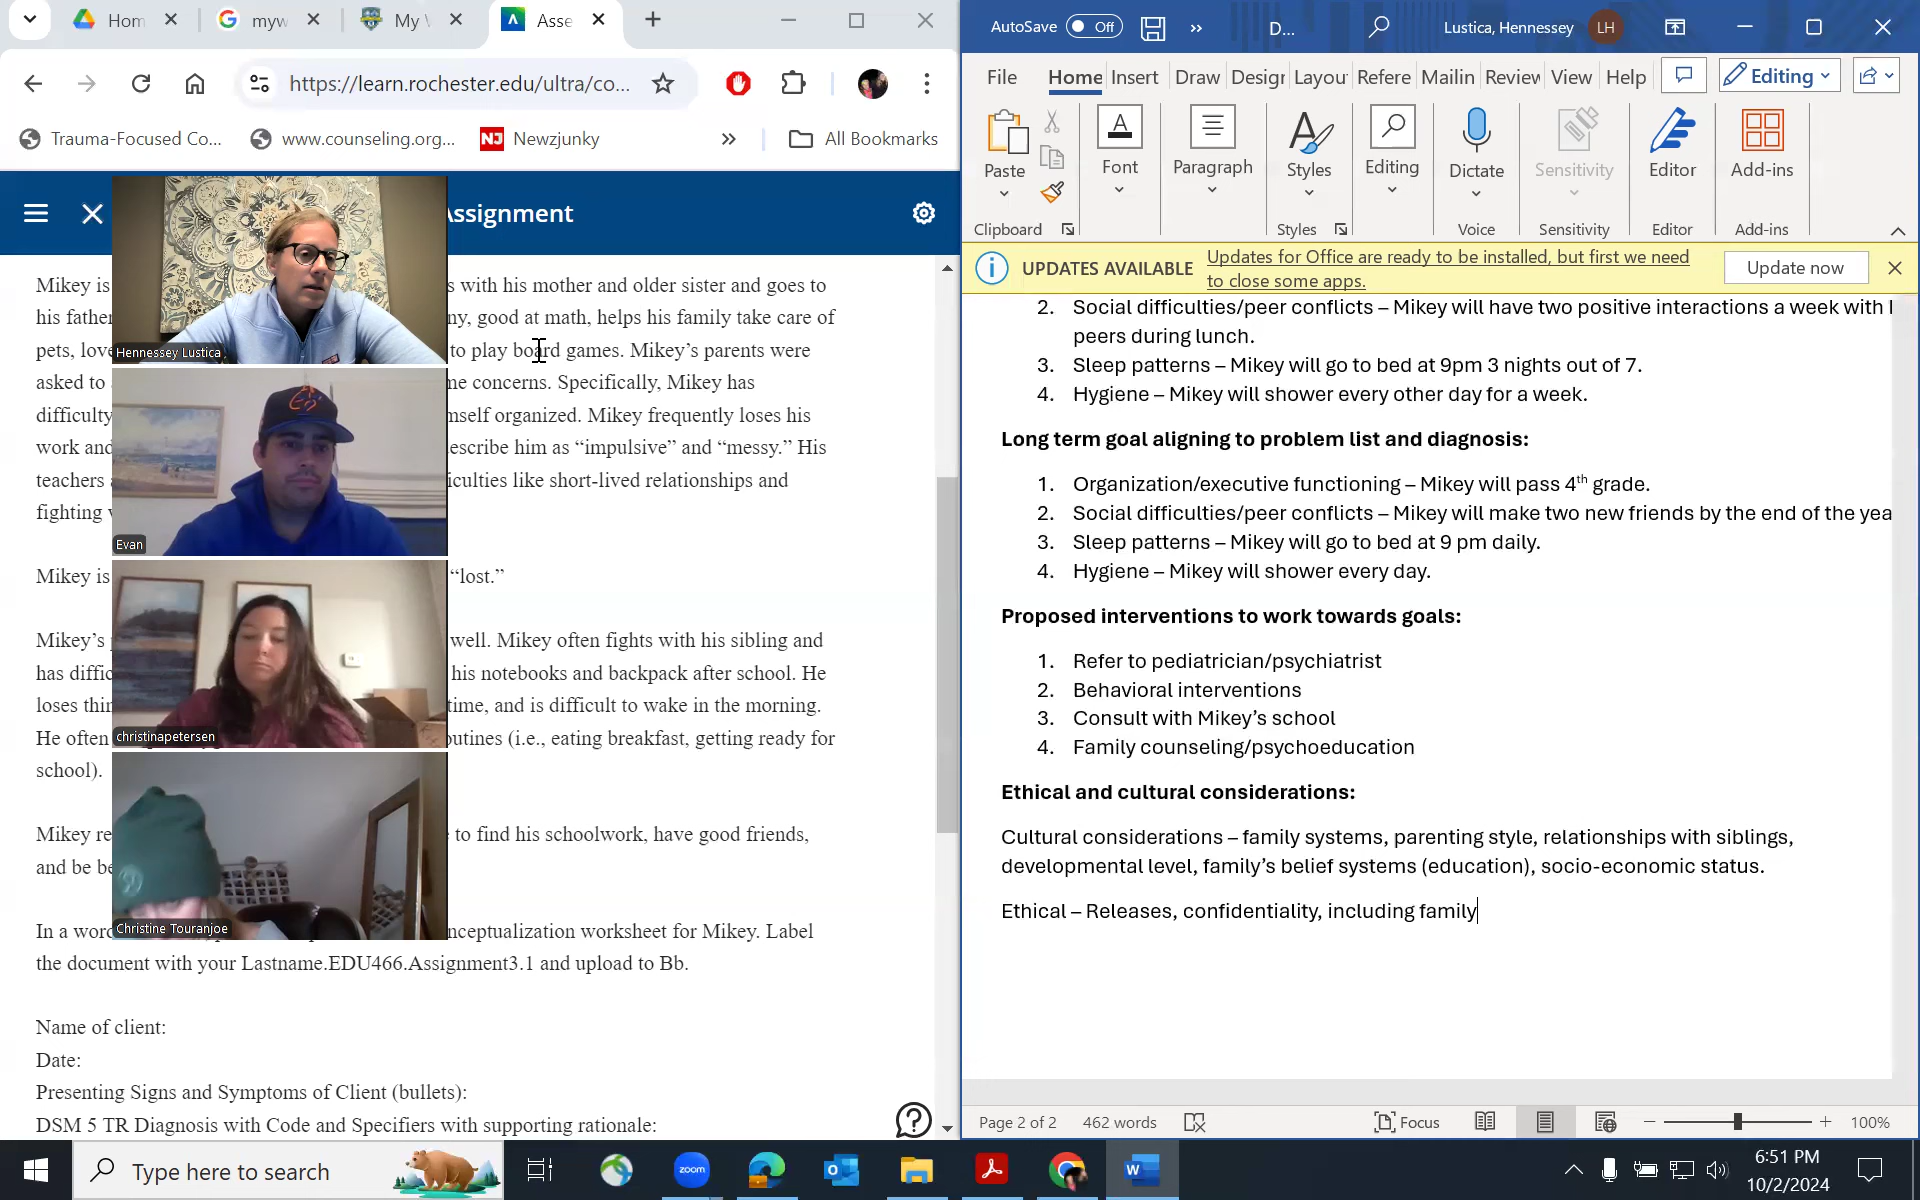 Hom
myw
My
Asse
https://learn.rochester.edu/ultra/co...
Trauma-Focused Co...
www.counseling.org...
NJ
Newzjunky
All Bookmarks
Assignment
Mikey is
s with his mother and older sister and goes to
his father
ny, good at math, helps his family take care of
pets, love
to play board games. Mikey's parents were
asked to
me concerns. Specifically, Mikey has
difficulty
mself organized. Mikey frequently loses his
work and
escribe him as “impulsive” and “messy.” His
teachers
iculties like short-lived relationships and
fighting
Mikey is
“lost.”
Mikey's
well. Mikey often fights with his sibling and
has diffic
his notebooks and backpack after school. He
loses thin
time, and is difficult to wake in the morning.
He often
outines (i.e., eating breakfast, getting ready for
school).
Mikey re
to find his schoolwork, have good friends,
and be be
In a word
nceptualization worksheet for Mikey. Label
the document with your Lastname.EDU466.Assignment3.1 and upload to Bb.
Name of client:
Date:
Presenting Signs and Symptoms of Client (bullets):
DSM 5 TR Diagnosis with Code and Specifiers with supporting rationale:
Hennessey Lustica
Evan
christinapetersen
Christine Touranjoe
AutoSave Off
D...
Lustica, Hennessey
LH
File Home Insert Draw Design Layou Refere Mailin Review View Help
Editing
Paste
Font
Paragraph
Styles
Editing
Dictate
Sensitivity
Editor
Add-ins
Clipboard
Styles
Voice
Sensitivity
Editor
Add-ins
UPDATES AVAILABLE
Updates for Office are ready to be installed, but first we need
to close some apps.
Update now
2. Social difficulties/peer conflicts – Mikey will have two positive interactions a week with
peers during lunch.
3. Sleep patterns – Mikey will go to bed at 9pm 3 nights out of 7.
4. Hygiene – Mikey will shower every other day for a week.
Long term goal aligning to problem list and diagnosis:
1. Organization/executive functioning – Mikey will pass 4th grade.
2. Social difficulties/peer conflicts – Mikey will make two new friends by the end of the yea
3. Sleep patterns – Mikey will go to bed at 9 pm daily.
4. Hygiene – Mikey will shower every day.
Proposed interventions to work towards goals:
1. Refer to pediatrician/psychiatrist
2. Behavioral interventions
3. Consult with Mikey's school
4. Family counseling/psychoeducation
Ethical and cultural considerations:
Cultural considerations – family systems, parenting style, relationships with siblings,
developmental level, family's belief systems (education), socio-economic status.
Ethical – Releases, confidentiality, including family
Page 2 of 2
462 words
Focus
100%
Type here to search
zoom
6:51 PM
10/2/2024